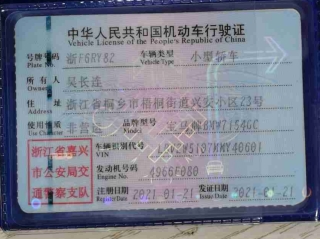 中华人民共和国机动车行驶证
Vehicle License of the People's Republic of China
号牌号码 浙F6RY82 车辆类型 小型轿车
Plate No. Vehicle Type
所有人 吴长连
Owner
住址 浙江省桐乡市梧桐街道兴安小区23号
Address
使用性质 非营运 品牌型号
Use Character Model
浙江省嘉兴 车辆识别代号
VIN
市公安局交 发动机号码 4966F080
Engine No.
通警察支队 注册日期 2021-01-21 发证日期 2021-01-21
Register Date Issue Date